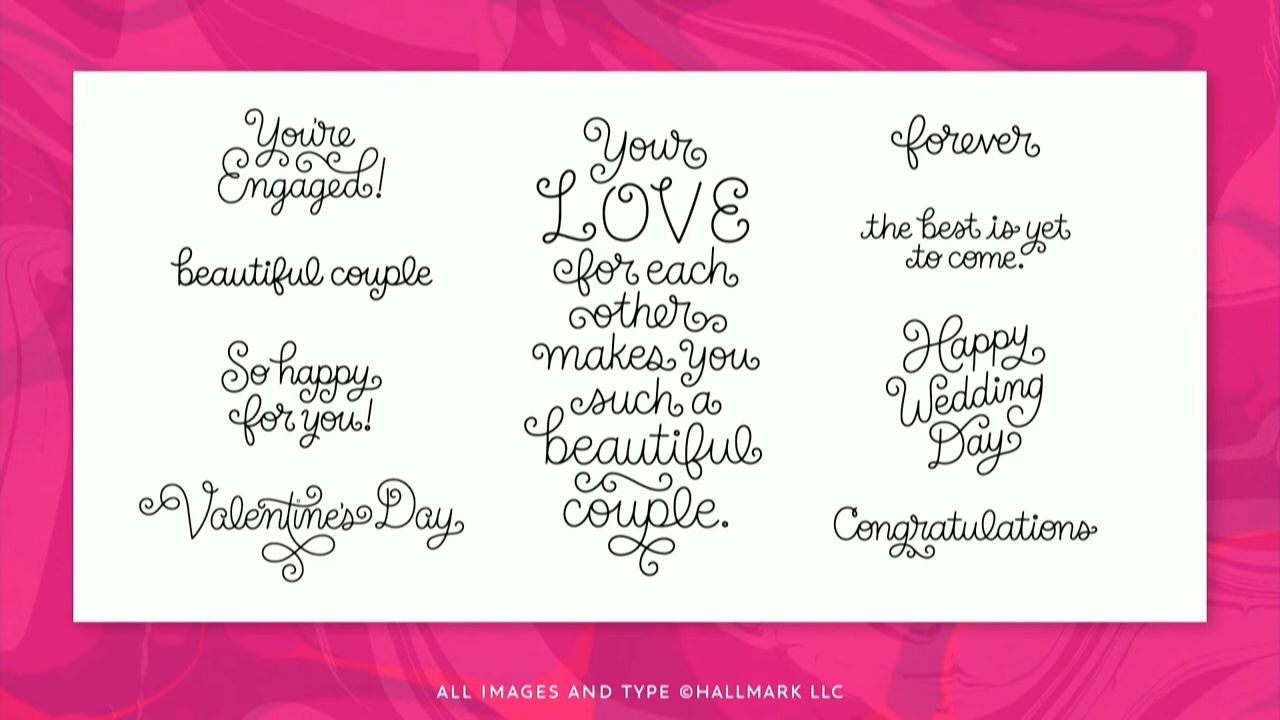 You're
Engaged!
beautiful couple
So happy
for you!
Valentine's Day
Your
LOVE
for each
other
makes you
such a
beautiful
couple.
forever
the best is yet
to come.
Happy
Wedding
Day
Congratulations
ALL IMAGES AND TYPE ©HALLMARK LLC